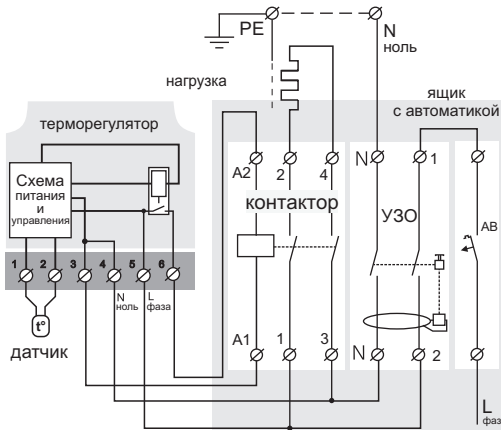 PE
N
ноль
нагрузка
ящик
с автоматикой
терморегулятор
Схема
питания
и
управления
A2
2
4
N
1
контактор
УЗО
АВ
1
2
3
4
5
6
N
ноль
L
фаза
t°
датчик
A1
1
3
N
2
L
фаз